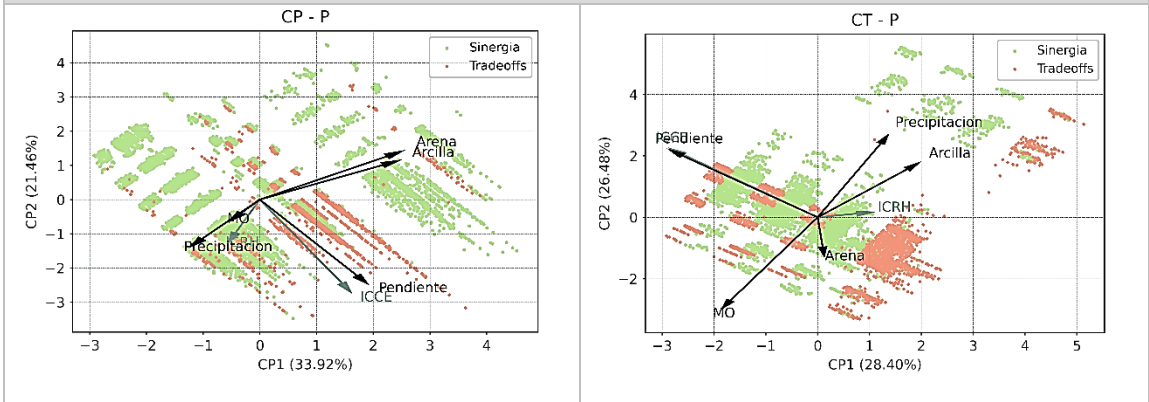 CP - P
Sinergia
Tradeoffs
4
3
2
1
0
−1
−2
−3
CP2 (21.46%)
Arena
Arcilla
MO
Precipitacion
Pendiente
ICCE
−3 −2 −1 0 1 2 3 4
CP1 (33.92%)
CT - P
Sinergia
Tradeoffs
4
2
0
−2
CP2 (26.48%)
Precipitacion
Pendiente
Arcilla
ICRH
Arena
MO
−3 −2 −1 0 1 2 3 4 5
CP1 (28.40%)